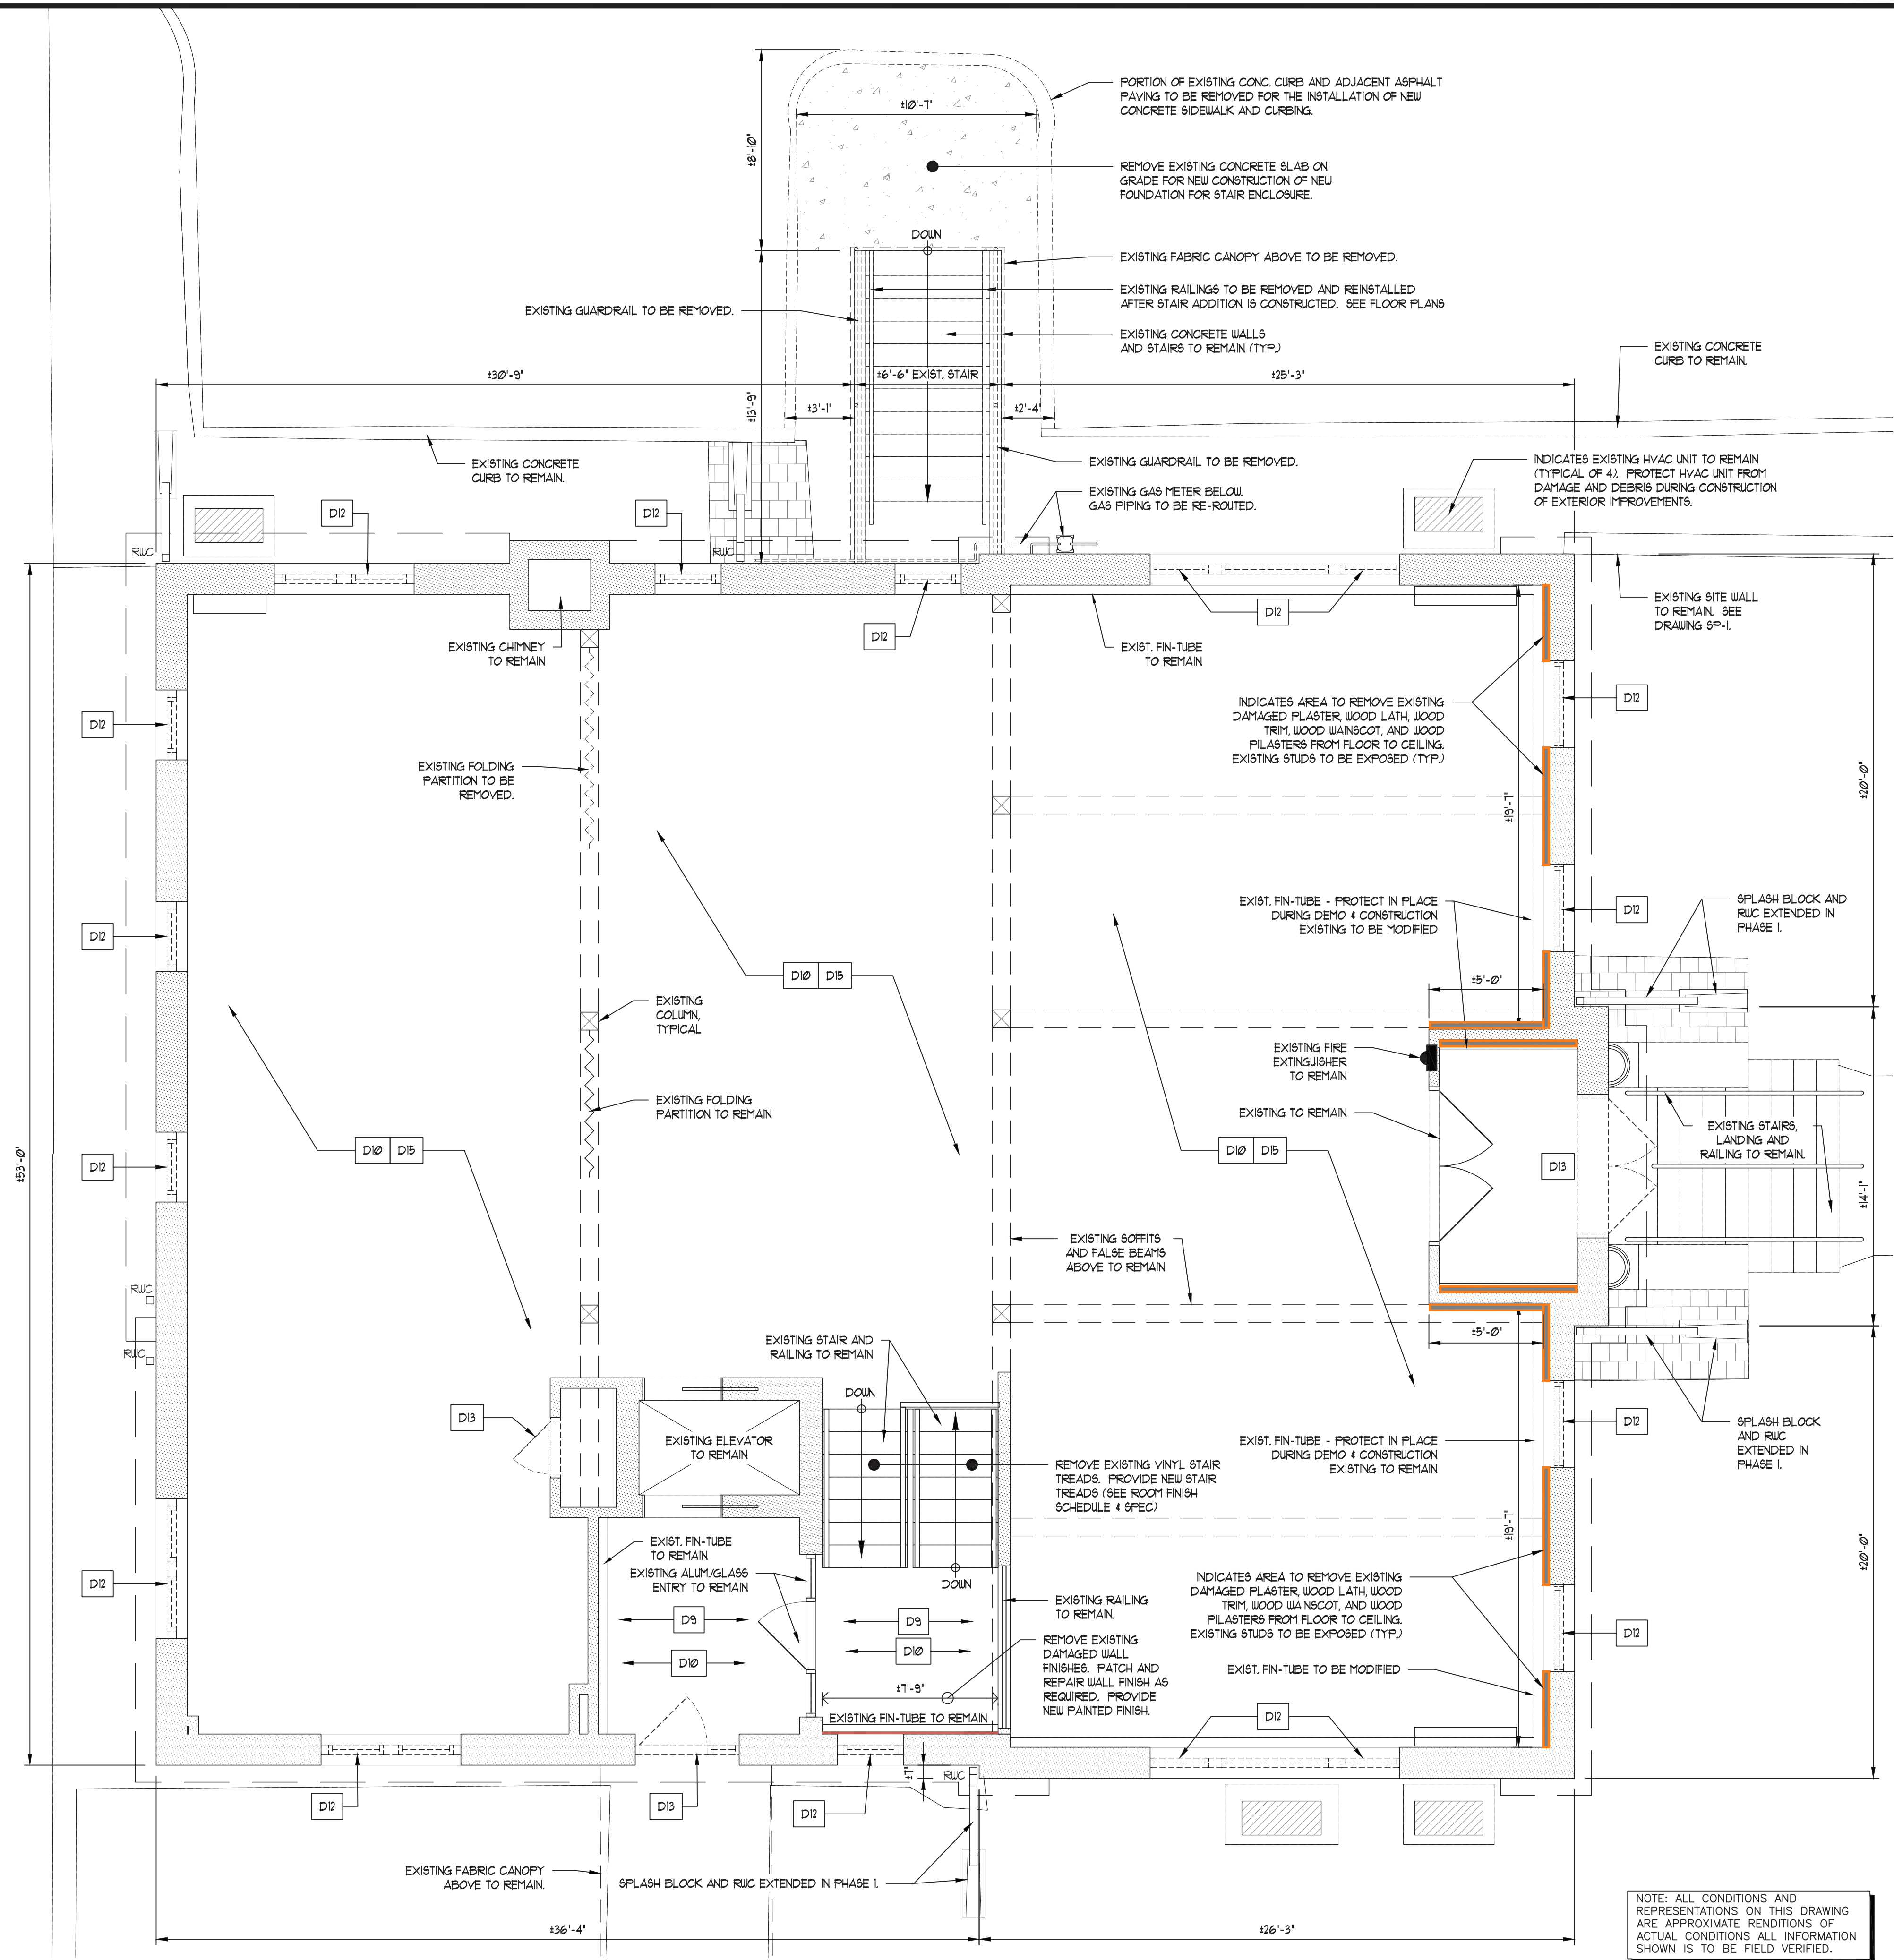 PORTION OF EXISTING CONC. CURB AND ADJACENT ASPHALT
PAVING TO BE REMOVED FOR THE INSTALLATION OF NEW
CONCRETE SIDEWALK AND CURBING.
±10'-7"
±8'-10"
REMOVE EXISTING CONCRETE SLAB ON
GRADE FOR NEW CONSTRUCTION OF NEW
FOUNDATION FOR STAIR ENCLOSURE.
DOWN
EXISTING FABRIC CANOPY ABOVE TO BE REMOVED.
EXISTING RAILINGS TO BE REMOVED AND REINSTALLED
AFTER STAIR ADDITION IS CONSTRUCTED. SEE FLOOR PLANS
EXISTING GUARDRAIL TO BE REMOVED.
EXISTING CONCRETE WALLS
AND STAIRS TO REMAIN (TYP.)
EXISTING CONCRETE
CURB TO REMAIN.
±30'-9"
±6'-6" EXIST. STAIR
±25'-3"
±13'-9"
±3'-1"
±2'-4"
EXISTING CONCRETE
CURB TO REMAIN.
EXISTING GUARDRAIL TO BE REMOVED.
INDICATES EXISTING HVAC UNIT TO REMAIN
(TYPICAL OF 4). PROTECT HVAC UNIT FROM
DAMAGE AND DEBRIS DURING CONSTRUCTION
OF EXTERIOR IMPROVEMENTS.
EXISTING GAS METER BELOW.
GAS PIPING TO BE RE-ROUTED.
D12
D12
RWC
RWC
D12
D12
EXISTING SITE WALL
TO REMAIN. SEE
DRAWING SP-1.
EXISTING CHIMNEY
TO REMAIN
EXIST. FIN-TUBE
TO REMAIN
INDICATES AREA TO REMOVE EXISTING
DAMAGED PLASTER, WOOD LATH, WOOD
TRIM, WOOD WAINSCOT, AND WOOD
PILASTERS FROM FLOOR TO CEILING.
EXISTING STUDS TO BE EXPOSED (TYP.)
D12
D12
EXISTING FOLDING
PARTITION TO BE
REMOVED.
±19'-7"
±20'-0"
EXIST. FIN-TUBE - PROTECT IN PLACE
DURING DEMO & CONSTRUCTION
EXISTING TO BE MODIFIED
D12
SPLASH BLOCK AND
RWC EXTENDED IN
PHASE 1.
D12
D10 D15
±5'-0"
EXISTING
COLUMN,
TYPICAL
EXISTING FIRE
EXTINGUISHER
TO REMAIN
EXISTING FOLDING
PARTITION TO REMAIN
EXISTING TO REMAIN
EXISTING STAIRS,
LANDING AND
RAILING TO REMAIN.
D10 D15
D10 D15
D13
D12
±53'-0"
±14'-1"
EXISTING SOFFITS
AND FALSE BEAMS
ABOVE TO REMAIN
RWC
RWC
EXISTING STAIR AND
RAILING TO REMAIN
±5'-0"
DOWN
D13
EXISTING ELEVATOR
TO REMAIN
EXIST. FIN-TUBE - PROTECT IN PLACE
DURING DEMO & CONSTRUCTION
EXISTING TO REMAIN
D12
SPLASH BLOCK
AND RWC
EXTENDED IN
PHASE 1.
REMOVE EXISTING VINYL STAIR
TREADS. PROVIDE NEW STAIR
TREADS (SEE ROOM FINISH
SCHEDULE & SPEC)
±19'-7"
±20'-0"
EXIST. FIN-TUBE
TO REMAIN
EXISTING ALUM./GLASS
ENTRY TO REMAIN
DOWN
D12
INDICATES AREA TO REMOVE EXISTING
DAMAGED PLASTER, WOOD LATH, WOOD
TRIM, WOOD WAINSCOT, AND WOOD
PILASTERS FROM FLOOR TO CEILING.
EXISTING STUDS TO BE EXPOSED (TYP.)
EXISTING RAILING
TO REMAIN.
D9
D9
D12
D10
D10
REMOVE EXISTING
DAMAGED WALL
FINISHES. PATCH AND
REPAIR WALL FINISH AS
REQUIRED. PROVIDE
NEW PAINTED FINISH.
EXIST. FIN-TUBE TO BE MODIFIED
±7'-9"
EXISTING FIN-TUBE TO REMAIN
D12
±7"
RWC
D12
D13
D12
EXISTING FABRIC CANOPY
ABOVE TO REMAIN.
SPLASH BLOCK AND RWC EXTENDED IN PHASE 1.
±36'-4"
±26'-3"
NOTE: ALL CONDITIONS AND
REPRESENTATIONS ON THIS DRAWING
ARE APPROXIMATE RENDITIONS OF
ACTUAL CONDITIONS ALL INFORMATION
SHOWN IS TO BE FIELD VERIFIED.